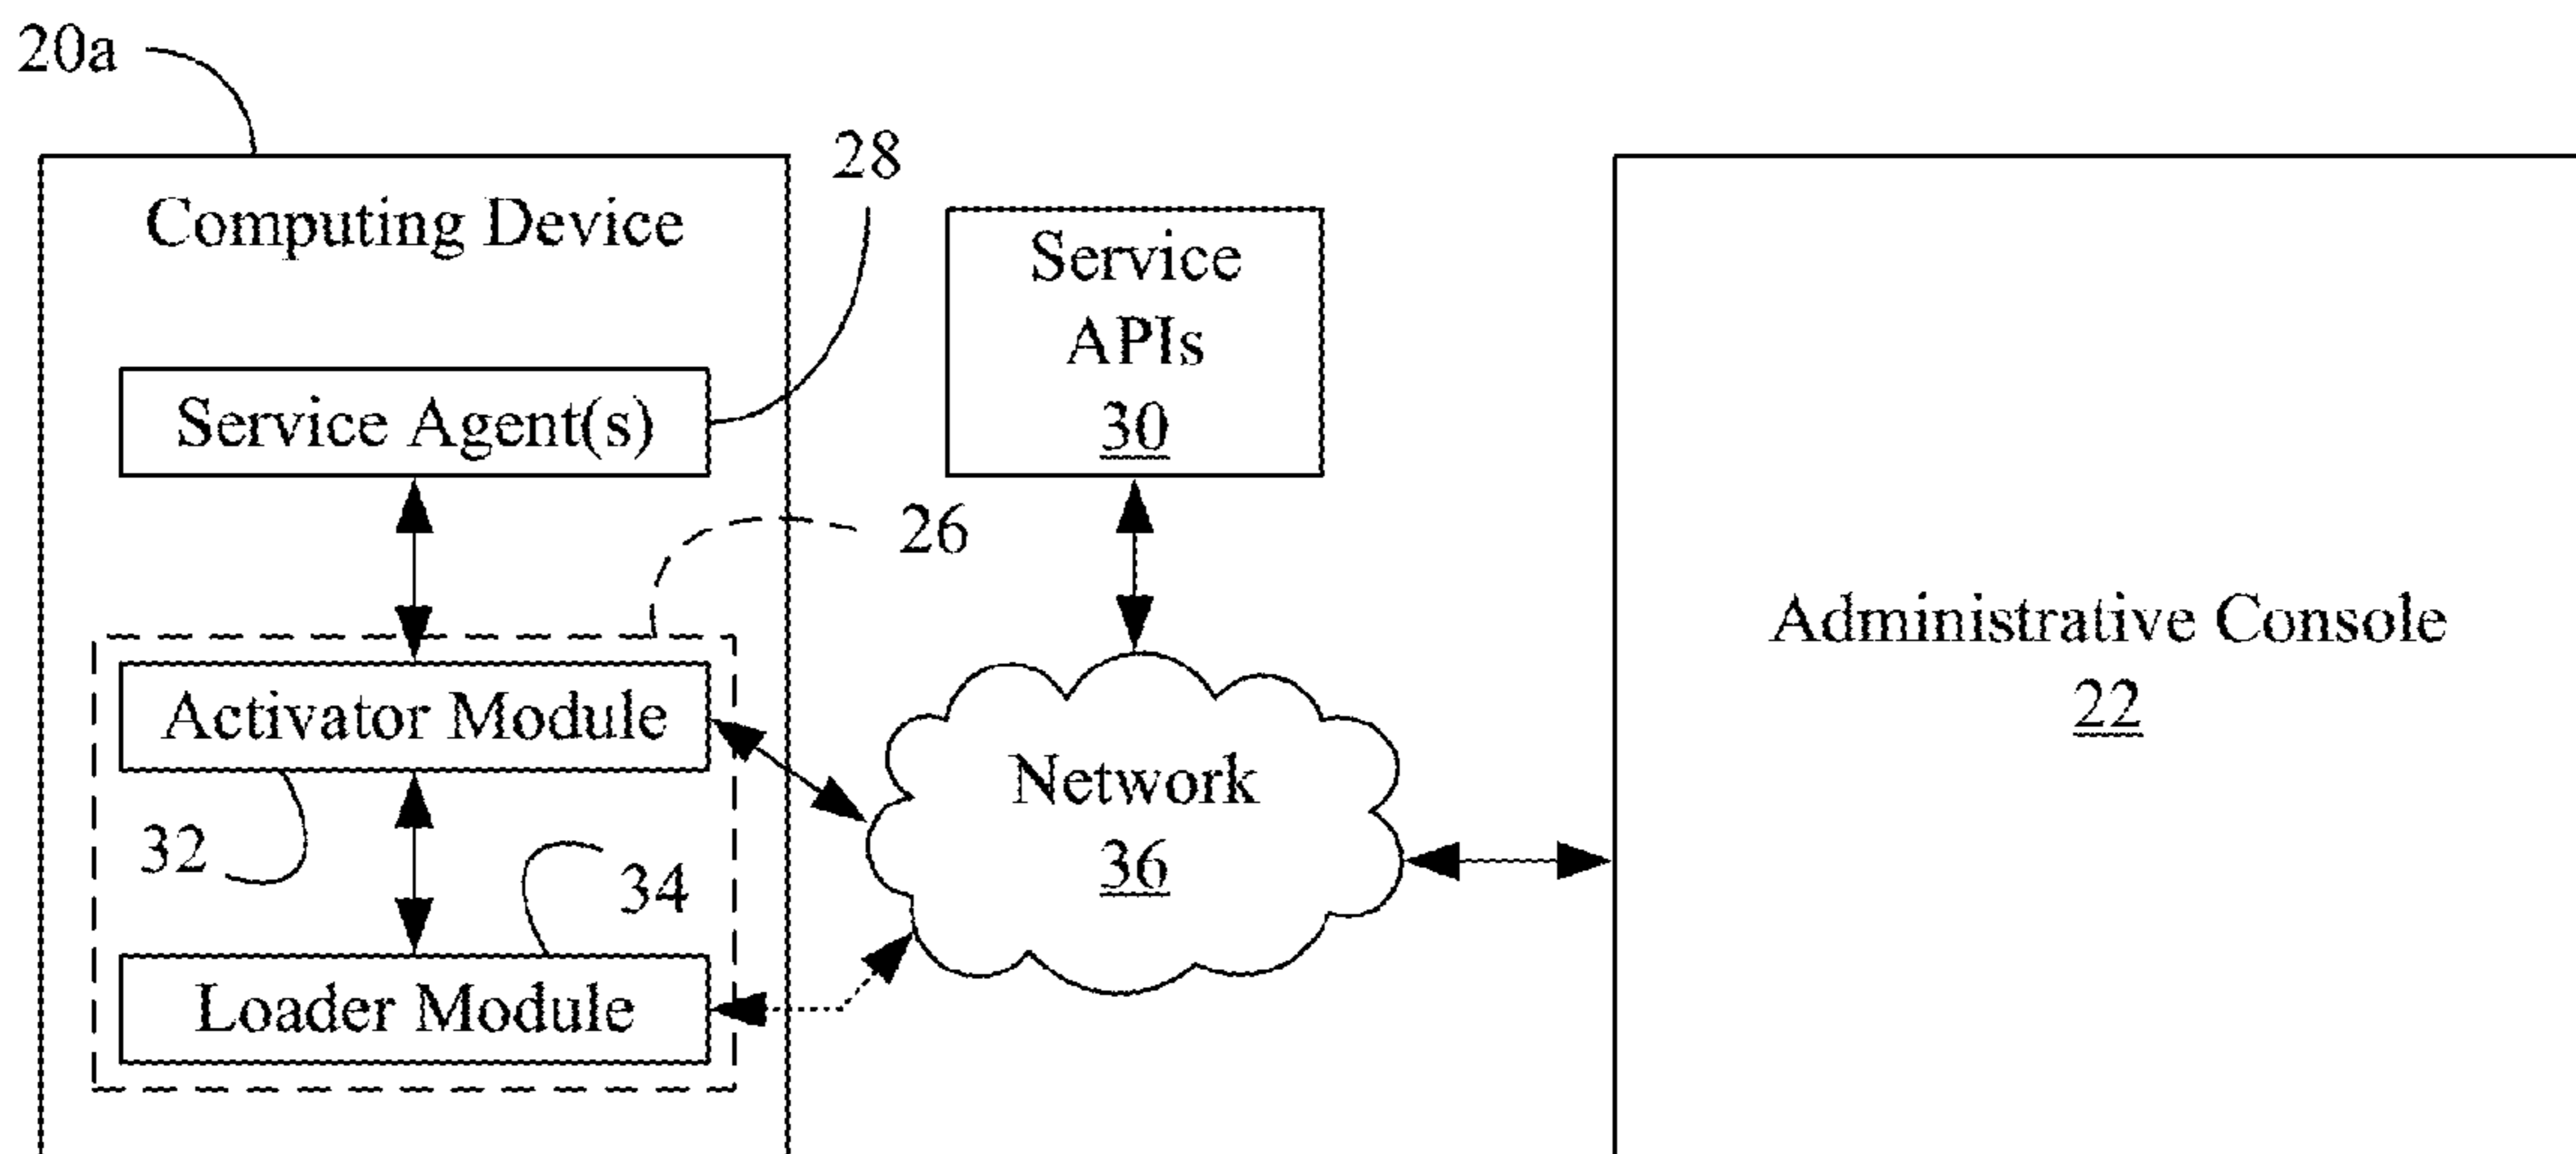 20a
Computing Device
28
Service Agent(s)
26
Activator Module
32
34
Loader Module
Service
APIs
30
Network
36
Administrative Console
22